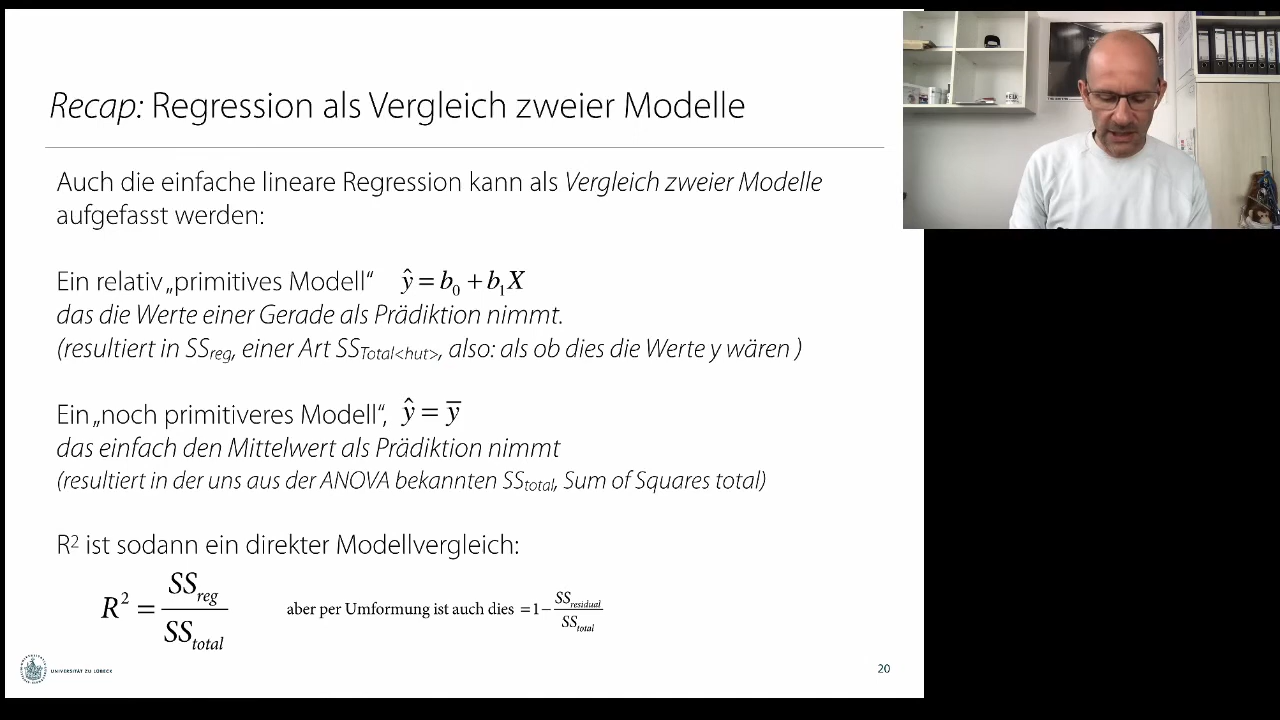 Recap: Regression als Vergleich zweier Modelle
Auch die einfache lineare Regression kann als Vergleich zweier Modelle
aufgefasst werden:
Ein relativ „primitives Modell“ ŷ = b₀ + b₁X
das die Werte einer Gerade als Prädiktion nimmt.
(resultiert in SSreg, einer Art SSTotal<hut>, also: als ob dies die Werte y wären )
Ein „noch primitiveres Modell“, ŷ = ȳ
das einfach den Mittelwert als Prädiktion nimmt
(resultiert in der uns aus der ANOVA bekannten SStotal, Sum of Squares total)
R² ist sodann ein direkter Modellvergleich:
R² = SSreg / SStotal aber per Umformung ist auch dies = 1 − SSresidual / SStotal
UNIVERSITÄT ZU LÜBECK
20